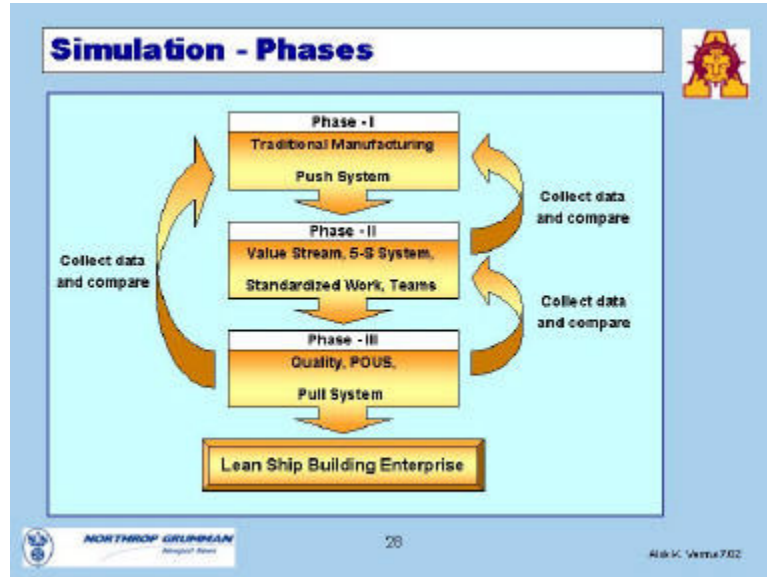 Simulation - Phases
Phase - I
Traditional Manufacturing
Push System
Collect data
and compare
Phase - II
Value Stream, 5-S System,
Standardized Work, Teams
Collect data
and compare
Collect data
and compare
Phase - III
Quality, POUS,
Pull System
Lean Ship Building Enterprise
NORTHROP GRUMMAN
Newport News
28
Alok K. Verma 7/02